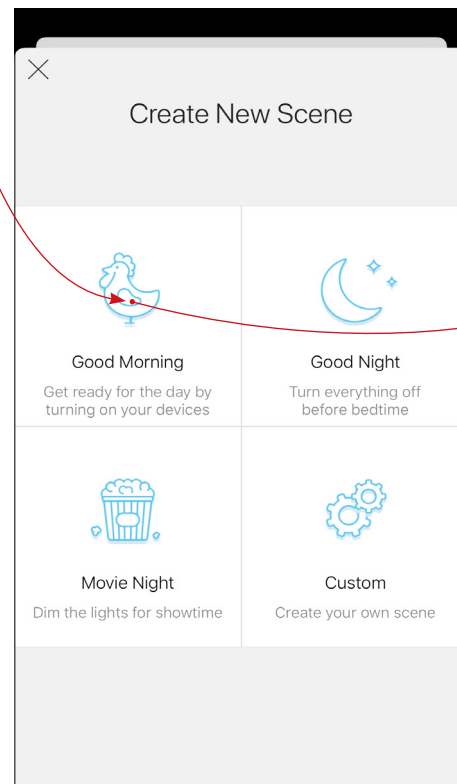 Create New Scene
Good Morning
Get ready for the day by
turning on your devices
Good Night
Turn everything off
before bedtime
Movie Night
Dim the lights for showtime
Custom
Create your own scene